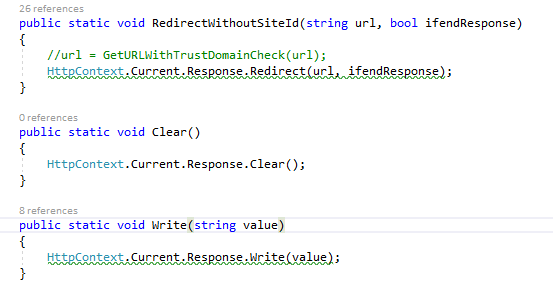 26 references
public static void RedirectWithoutSiteId(string url, bool ifendResponse)
{
//url = GetURLWithTrustDomainCheck(url);
HttpContext.Current.Response.Redirect(url, ifendResponse);
}
0 references
public static void Clear()
{
HttpContext.Current.Response.Clear();
}
8 references
public static void Write(string value)
{
HttpContext.Current.Response.Write(value);
}